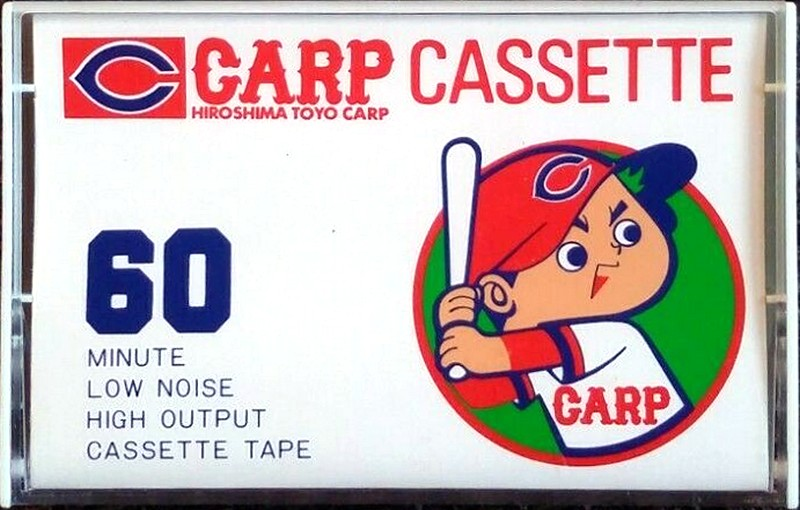 C CARP CASSETTE
HIROSHIMA TOYO CARP
C
60
MINUTE
LOW NOISE
HIGH OUTPUT
CASSETTE TAPE
CARP